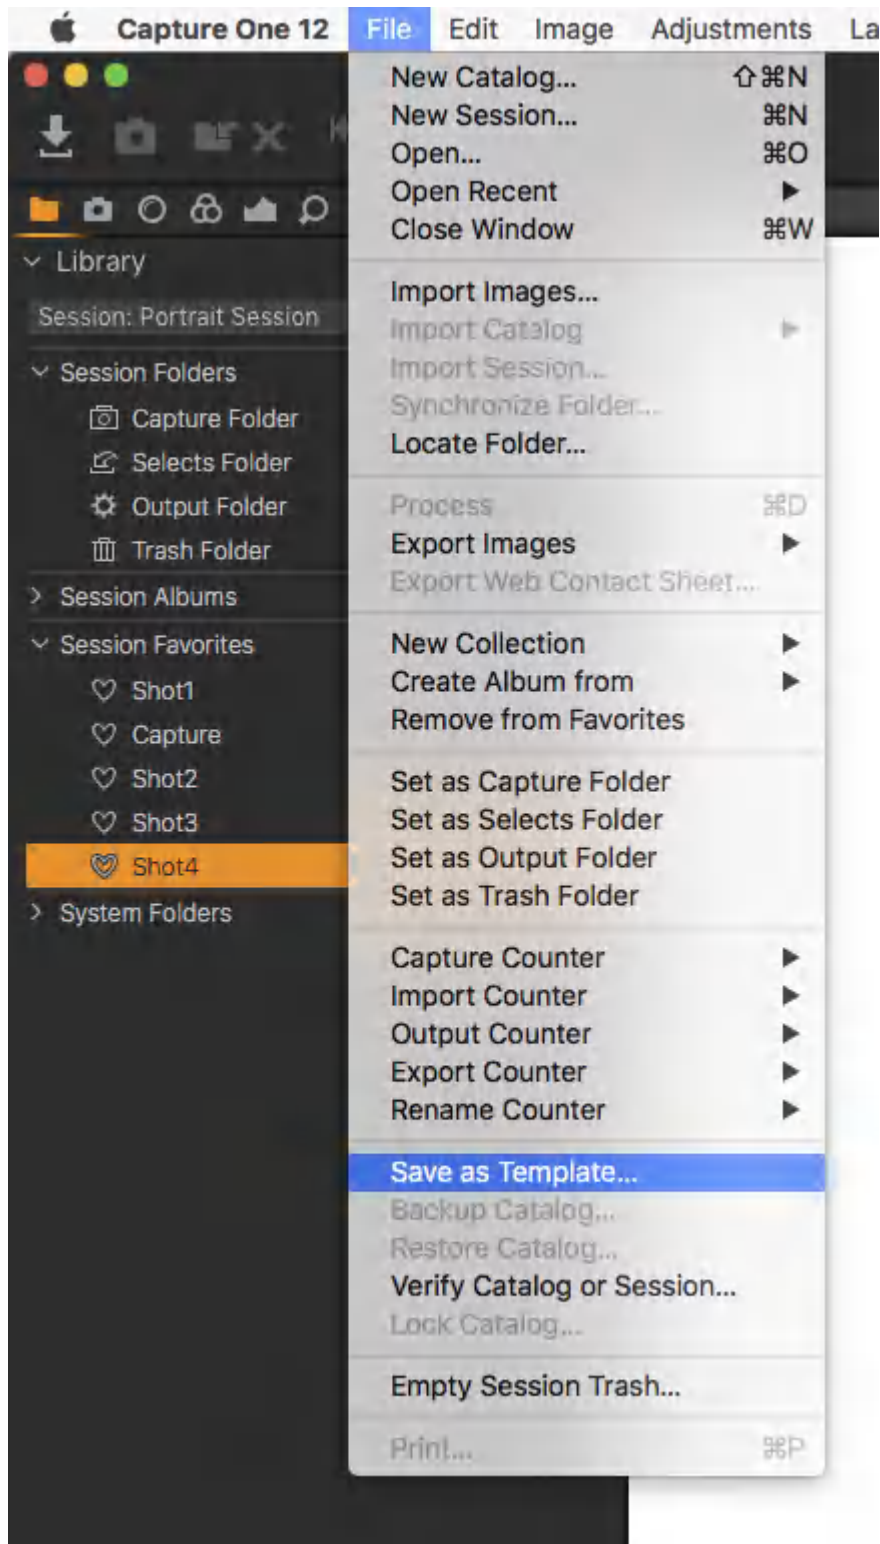 Capture One 12 File Edit Image Adjustments La
Library
Session: Portrait Session
Session Folders
Capture Folder
Selects Folder
Output Folder
Trash Folder
Session Albums
Session Favorites
Shot1
Capture
Shot2
Shot3
Shot4
System Folders
New Catalog... ⇧⌘N
New Session... ⌘N
Open... ⌘O
Open Recent
Close Window ⌘W
Import Images...
Import Catalog
Import Session...
Synchronize Folder...
Locate Folder...
Process ⌘D
Export Images
Export Web Contact Sheet...
New Collection
Create Album from
Remove from Favorites
Set as Capture Folder
Set as Selects Folder
Set as Output Folder
Set as Trash Folder
Capture Counter
Import Counter
Output Counter
Export Counter
Rename Counter
Save as Template...
Backup Catalog...
Restore Catalog...
Verify Catalog or Session...
Lock Catalog...
Empty Session Trash...
Print... ⌘P